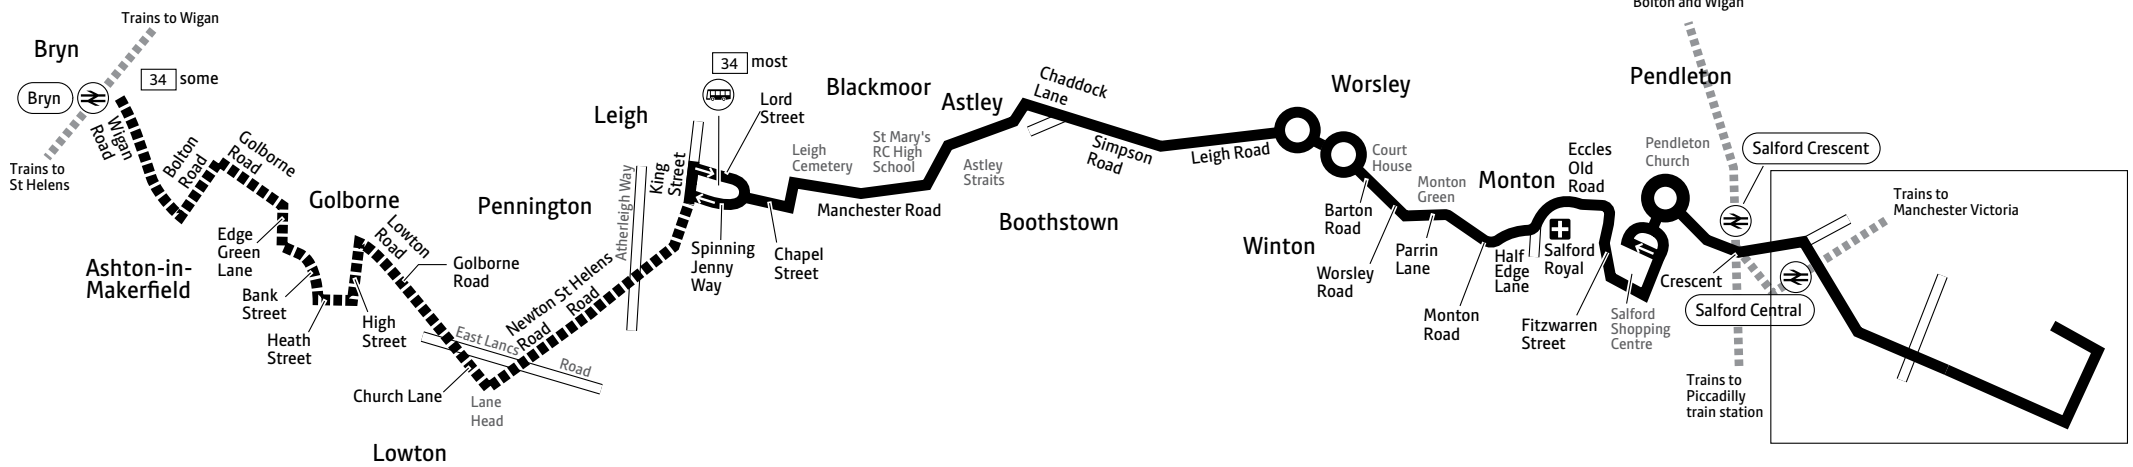 Trains to Wigan
Bryn
Bryn
34 some
Wigan
Road
Trains to
St Helens
Bolton
Road
Golborne
Road
Ashton-in-
Makerfield
Edge
Green
Lane
Bank
Street
Heath
Street
Golborne
High
Street
Lowton
Road
Golborne
Road
Church Lane
Lowton
Lane
Head
East Lancs
Road
Newton
Road
St Helens
Road
Pennington
Atherleigh Way
Leigh
King
Street
34 most
Lord
Street
Spinning
Jenny
Way
Chapel
Street
Leigh
Cemetery
Blackmoor
St Mary's
RC High
School
Manchester Road
Astley
Astley
Straits
Boothstown
Chaddock
Lane
Simpson
Road
Leigh Road
Worsley
Court
House
Winton
Barton
Road
Worsley
Road
Monton
Green
Parrin
Lane
Monton
Road
Monton
Half
Edge
Lane
Eccles
Old
Road
Salford
Royal
Fitzwarren
Street
Salford
Shopping
Centre
Bolton and Wigan
Pendleton
Pendleton
Church
Salford Crescent
Crescent
Salford Central
Trains to
Manchester Victoria
Trains to
Piccadilly
train station